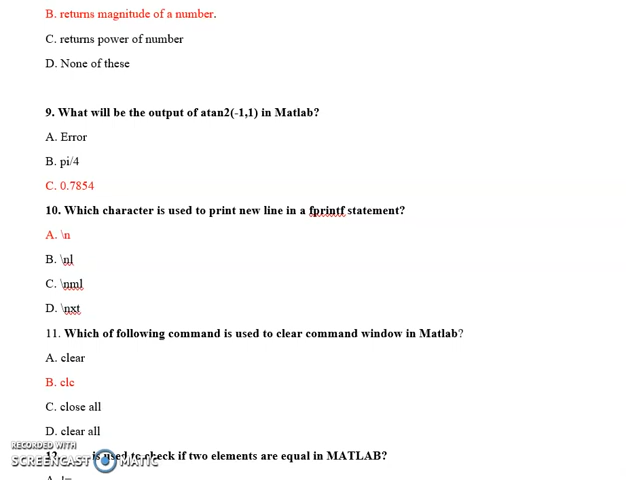 B. returns magnitude of a number.
C. returns power of number
D. None of these
9. What will be the output of atan2(-1,1) in Matlab?
A. Error
B. pi/4
C. 0.7854
10. Which character is used to print new line in a fprintf statement?
A. \n
B. \nl
C. \nml
D. \nxt
11. Which of following command is used to clear command window in Matlab?
A. clear
B. clc
C. close all
D. clear all
RECORDED WITH
SCREENCAST MATIC
12. is used to check if two elements are equal in MATLAB?